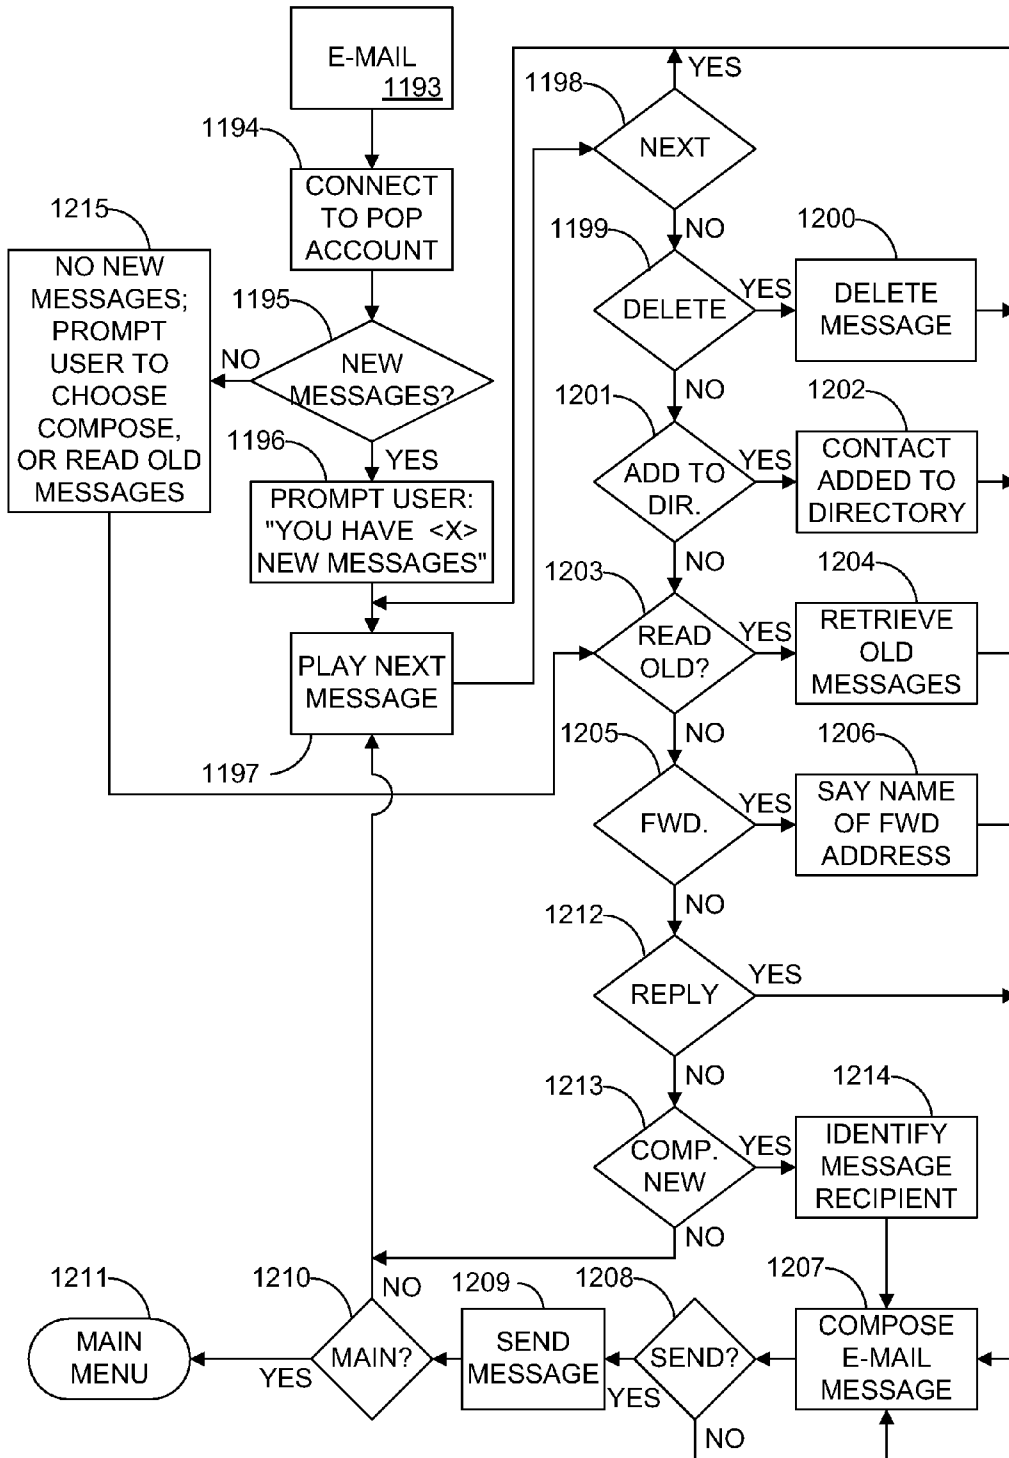 E-MAIL
1193
1194
CONNECT
TO POP
ACCOUNT
1215
NO NEW
MESSAGES;
PROMPT
USER TO
CHOOSE
COMPOSE,
OR READ OLD
MESSAGES
1195
NEW
MESSAGES?
NO
YES
1196
PROMPT USER:
"YOU HAVE <X>
NEW MESSAGES"
PLAY NEXT
MESSAGE
1197
1198
NEXT
YES
NO
1199
DELETE
YES
1200
DELETE
MESSAGE
NO
1201
ADD TO
DIR.
YES
1202
CONTACT
ADDED TO
DIRECTORY
NO
1203
READ
OLD?
YES
1204
RETRIEVE
OLD
MESSAGES
NO
1205
FWD.
YES
1206
SAY NAME
OF FWD
ADDRESS
NO
1212
REPLY
YES
NO
1213
COMP.
NEW
YES
1214
IDENTIFY
MESSAGE
RECIPIENT
NO
1207
COMPOSE
E-MAIL
MESSAGE
1208
SEND?
YES
NO
1209
SEND
MESSAGE
1210
MAIN?
NO
YES
1211
MAIN
MENU